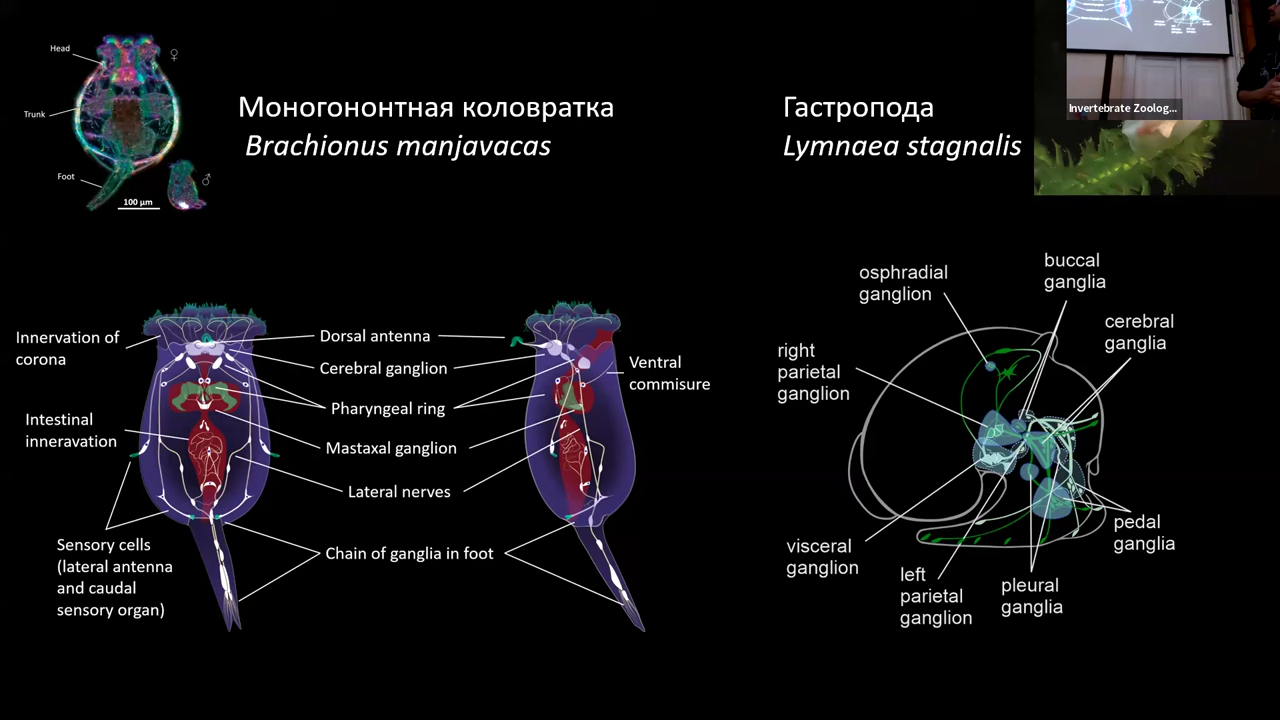 Head
♀
Trunk
Foot
♂
100 µm
Моногононтная коловратка
Brachionus manjavacas
Гастропода
Lymnaea stagnalis
Invertebrate Zoolog...
Innervation of
corona
Intestinal
inneravation
Sensory cells
(lateral antenna
and caudal
sensory organ)
Dorsal antenna
Cerebral ganglion
Pharyngeal ring
Mastaxal ganglion
Lateral nerves
Chain of ganglia in foot
Ventral
commisure
osphradial
ganglion
buccal
ganglia
cerebral
ganglia
right
parietal
ganglion
visceral
ganglion
left
parietal
ganglion
pleural
ganglia
pedal
ganglia